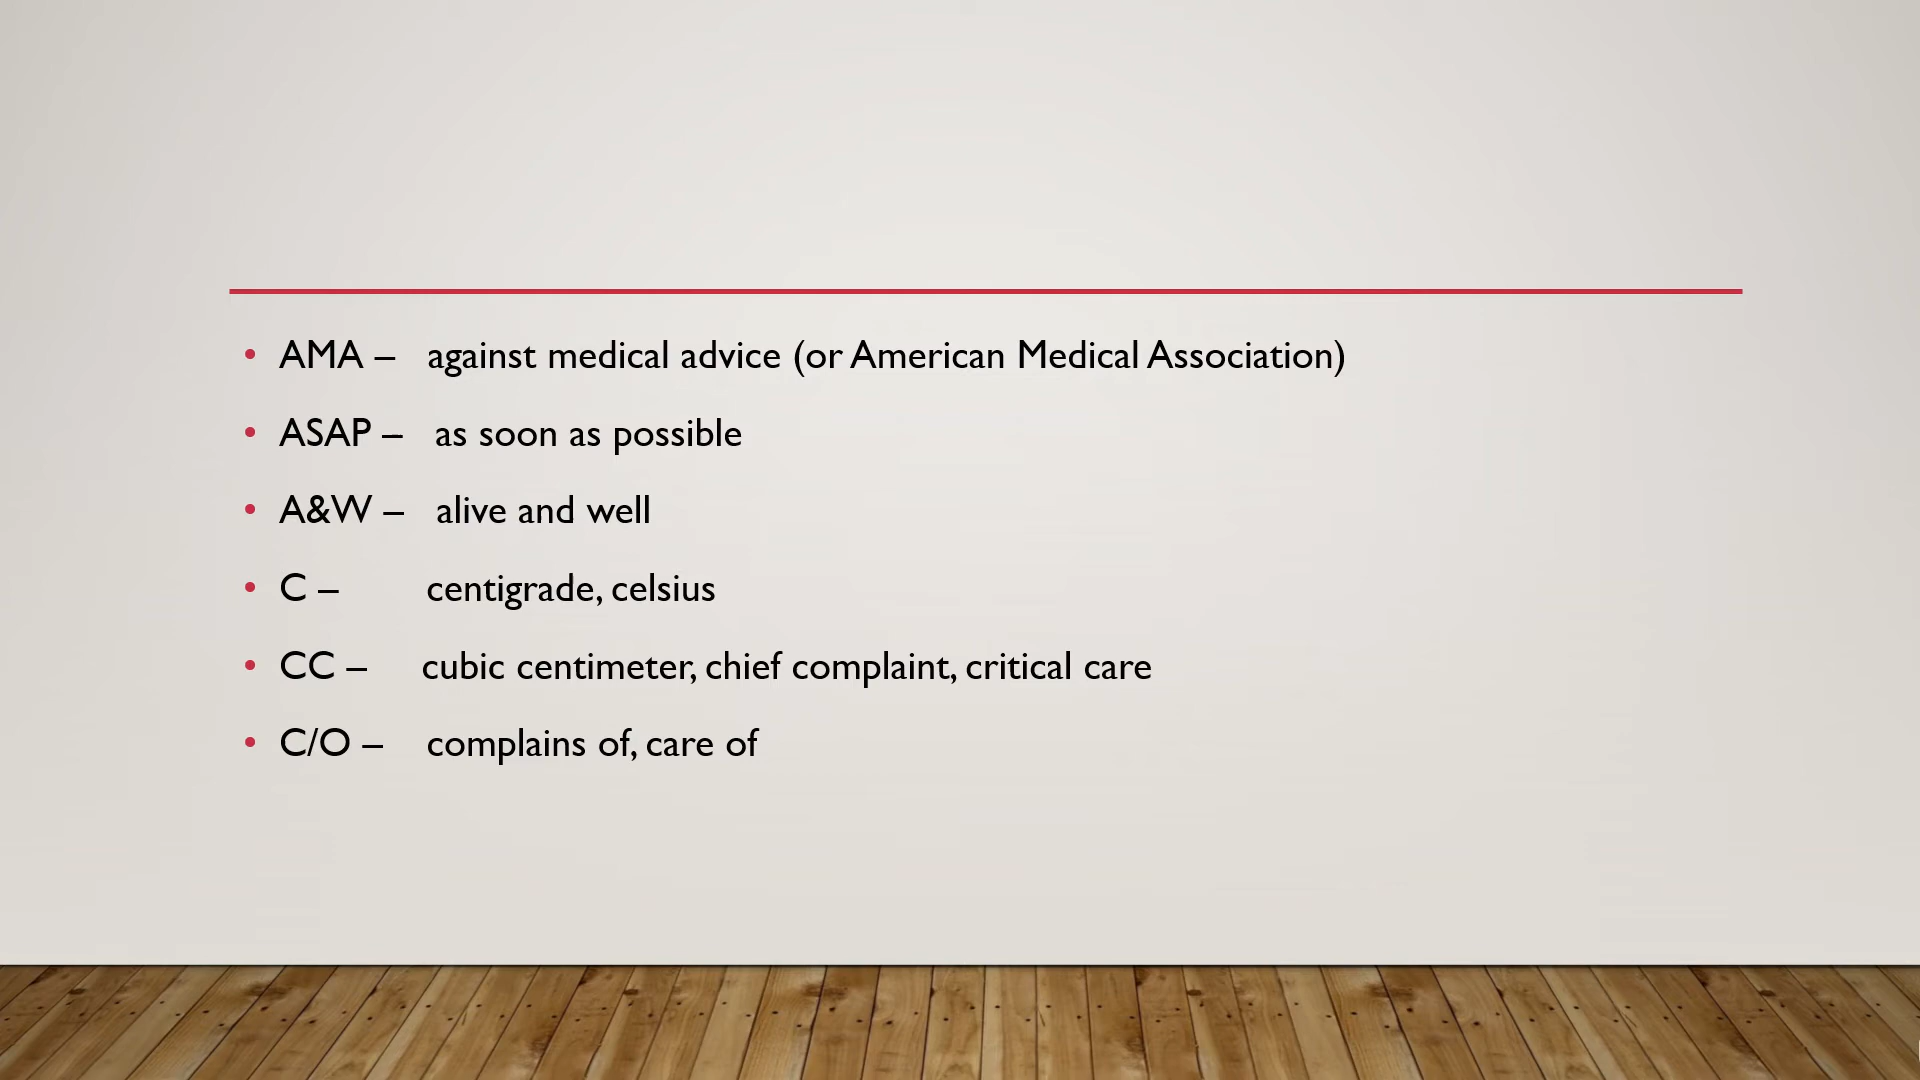 • AMA – against medical advice (or American Medical Association)
• ASAP – as soon as possible
• A&W – alive and well
• C – centigrade, celsius
• CC – cubic centimeter, chief complaint, critical care
• C/O – complains of, care of